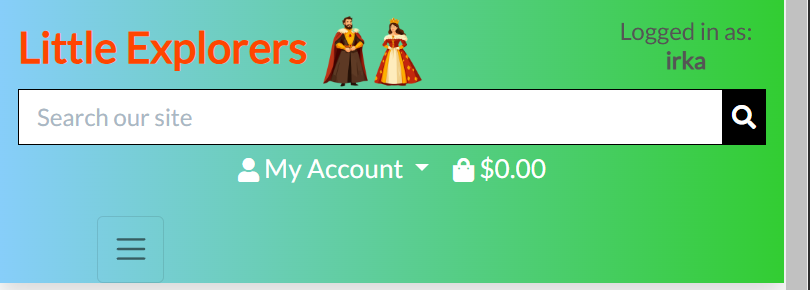 Little Explorers
Logged in as:
irka
Search our site
My Account
$0.00